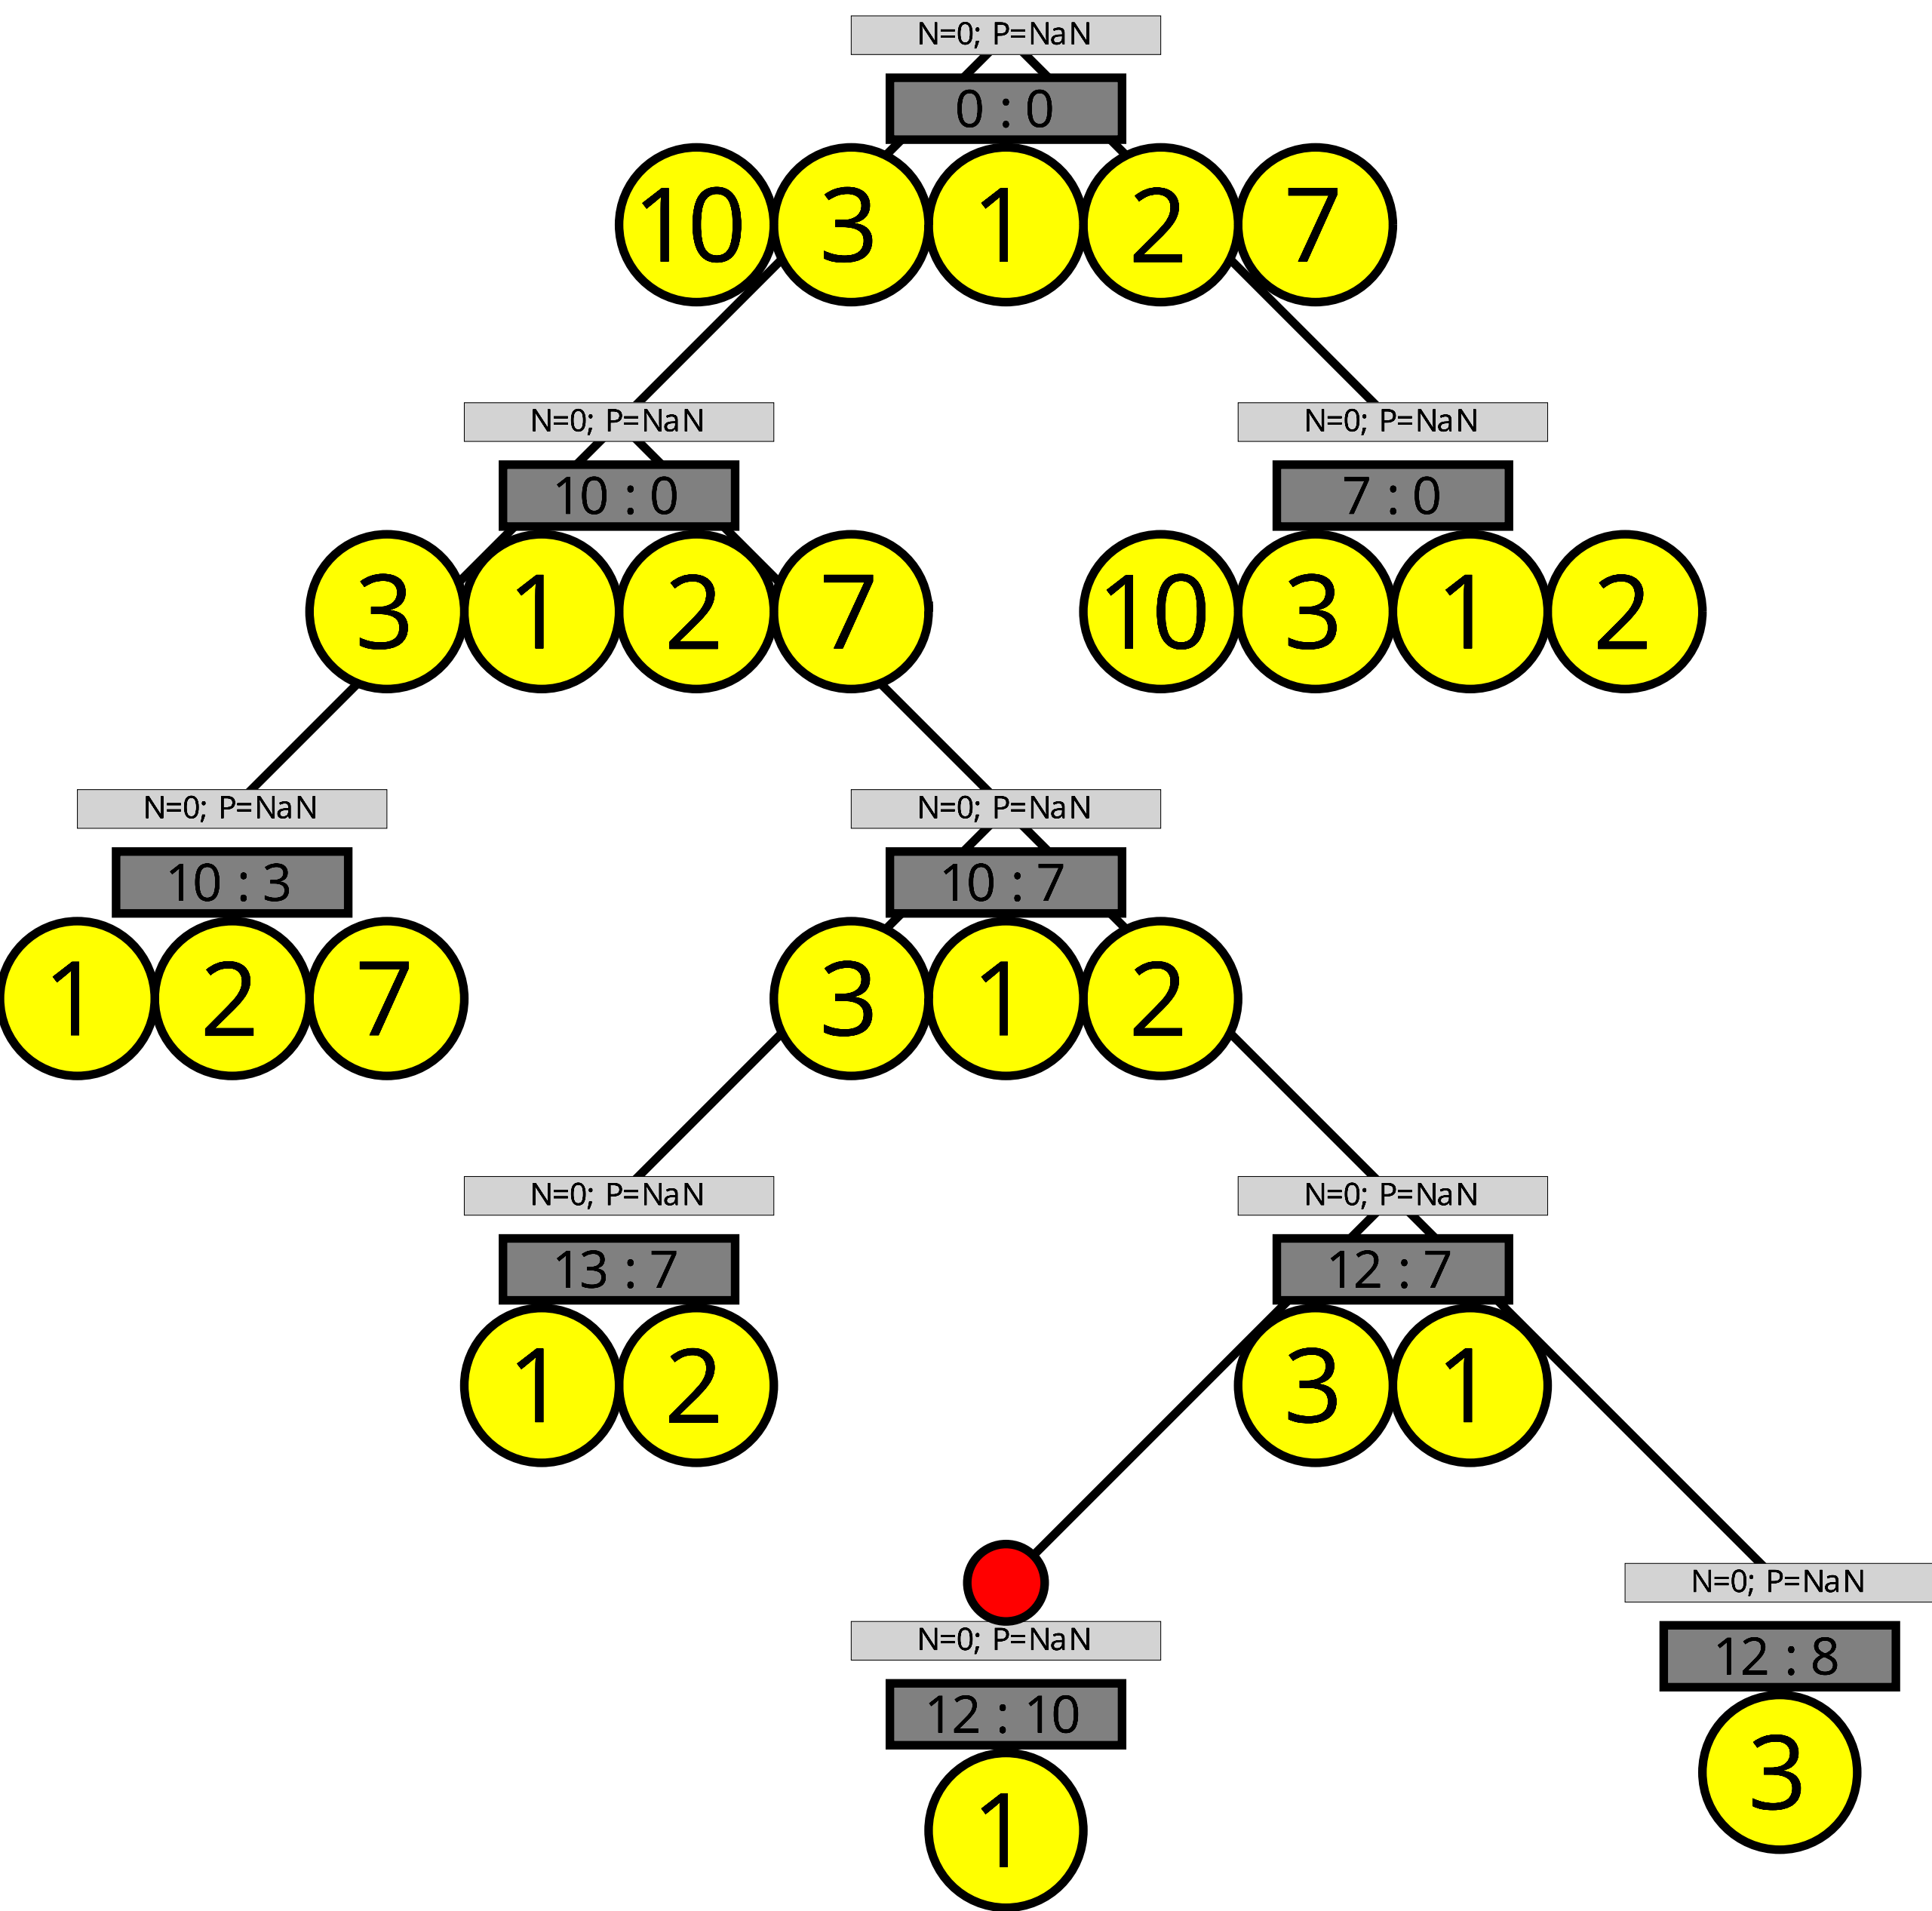 N=0; P=NaN
0 : 0
10 3 1 2 7
N=0; P=NaN
10 : 0
3 1 2 7
N=0; P=NaN
7 : 0
10 3 1 2
N=0; P=NaN
10 : 3
1 2 7
N=0; P=NaN
10 : 7
3 1 2
N=0; P=NaN
13 : 7
1 2
N=0; P=NaN
12 : 7
3 1
N=0; P=NaN
12 : 10
1
N=0; P=NaN
12 : 8
3